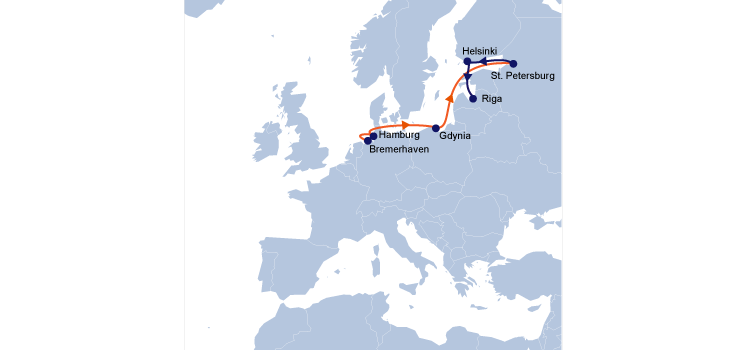 Helsinki
St. Petersburg
Riga
Hamburg
Gdynia
Bremerhaven